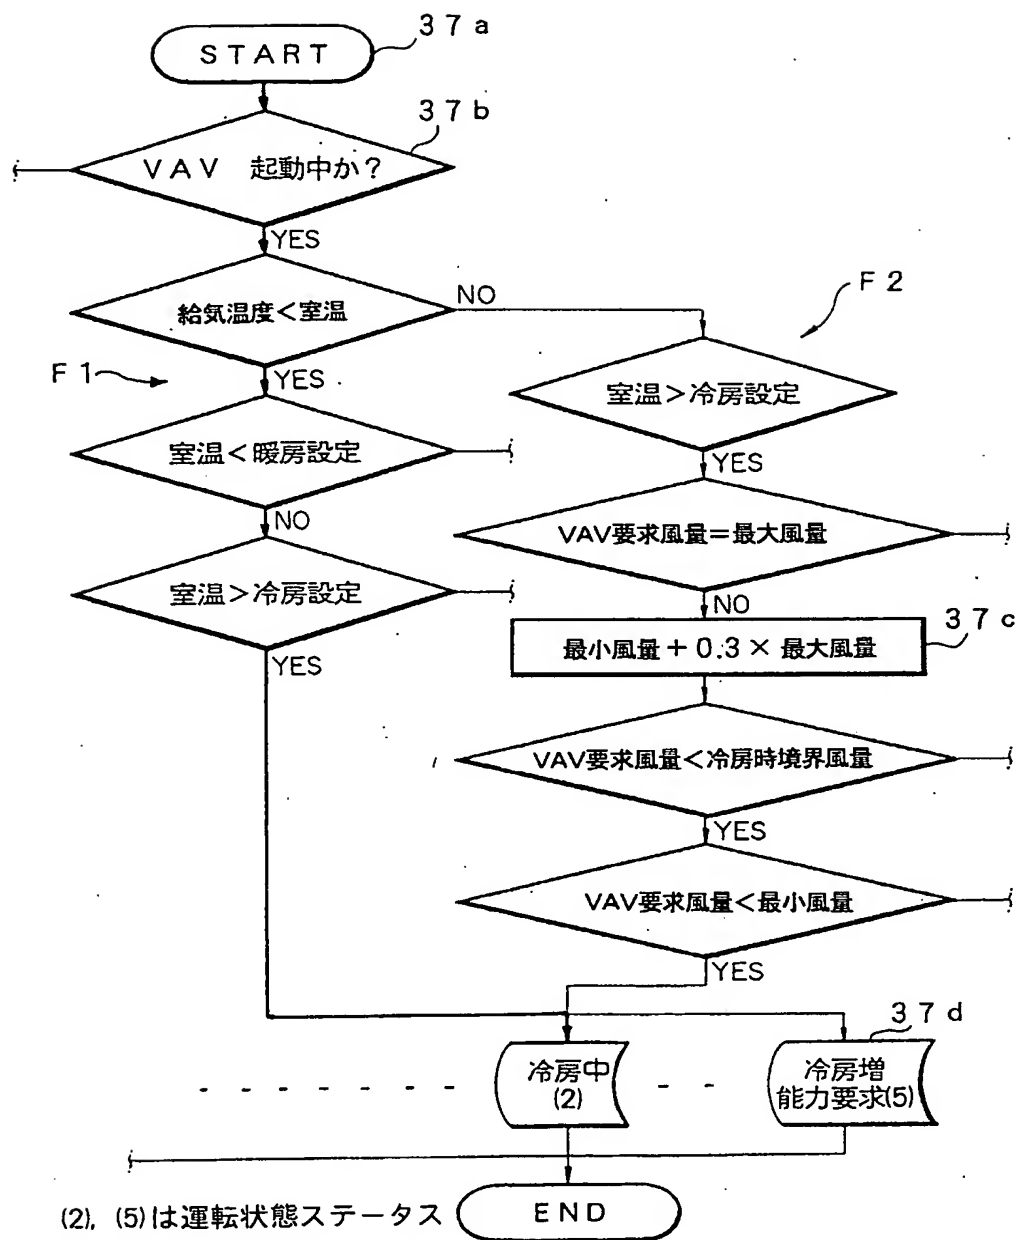 37a
START
37b
VAV 起動中か？
YES
給気温度＜室温
NO
F2
F1
YES
室温＞冷房設定
室温＜暖房設定
YES
NO
VAV要求風量＝最大風量
室温＞冷房設定
NO
37c
最小風量＋0.3× 最大風量
YES
VAV要求風量＜冷房時境界風量
YES
VAV要求風量＜最小風量
YES
37d
冷房中
(2)
冷房増
能力要求(5)
(2), (5)は運転状態ステータス
END